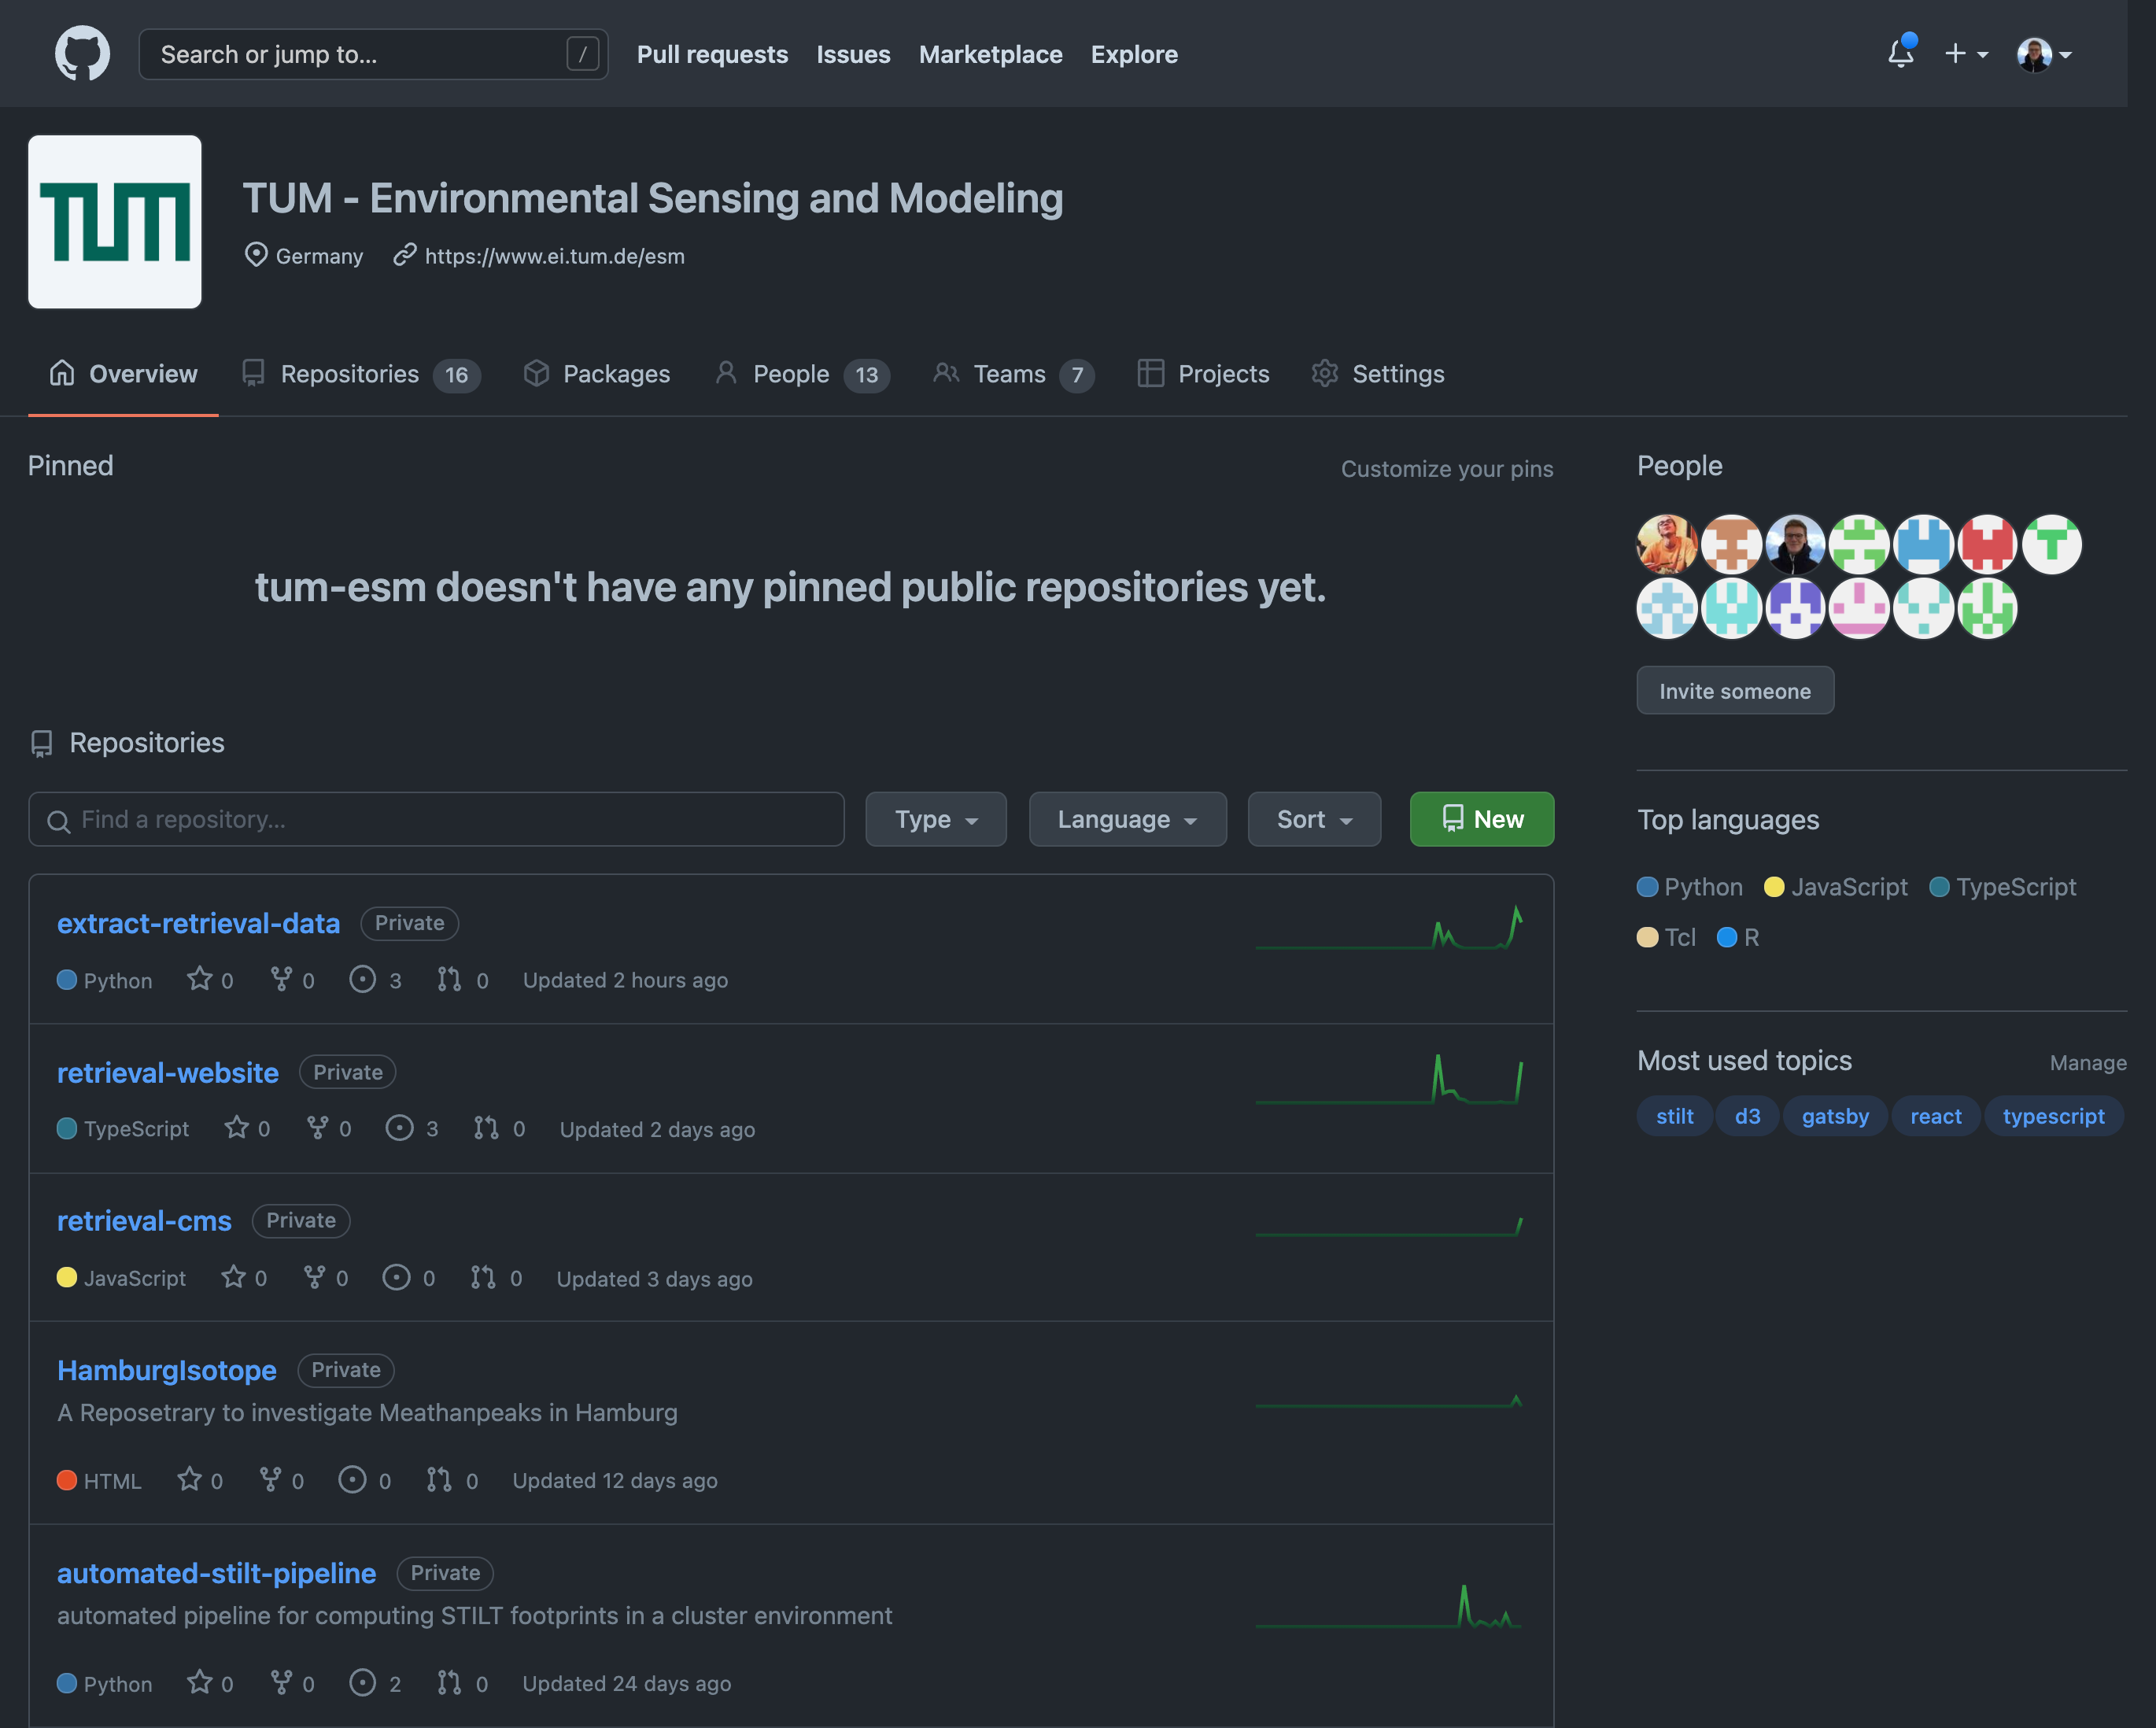 Search or jump to... / Pull requests Issues Marketplace Explore
TUM
TUM - Environmental Sensing and Modeling
Germany https://www.ei.tum.de/esm
Overview Repositories 16 Packages People 13 Teams 7 Projects Settings
Pinned Customize your pins
tum-esm doesn't have any pinned public repositories yet.
Repositories
Find a repository... Type Language Sort New
extract-retrieval-data Private
Python 0 0 3 0 Updated 2 hours ago
retrieval-website Private
TypeScript 0 0 3 0 Updated 2 days ago
retrieval-cms Private
JavaScript 0 0 0 0 Updated 3 days ago
HamburgIsotope Private
A Reposetrary to investigate Meathanpeaks in Hamburg
HTML 0 0 0 0 Updated 12 days ago
automated-stilt-pipeline Private
automated pipeline for computing STILT footprints in a cluster environment
Python 0 0 2 0 Updated 24 days ago
People
Invite someone
Top languages
Python JavaScript TypeScript
Tcl R
Most used topics Manage
stilt d3 gatsby react typescript